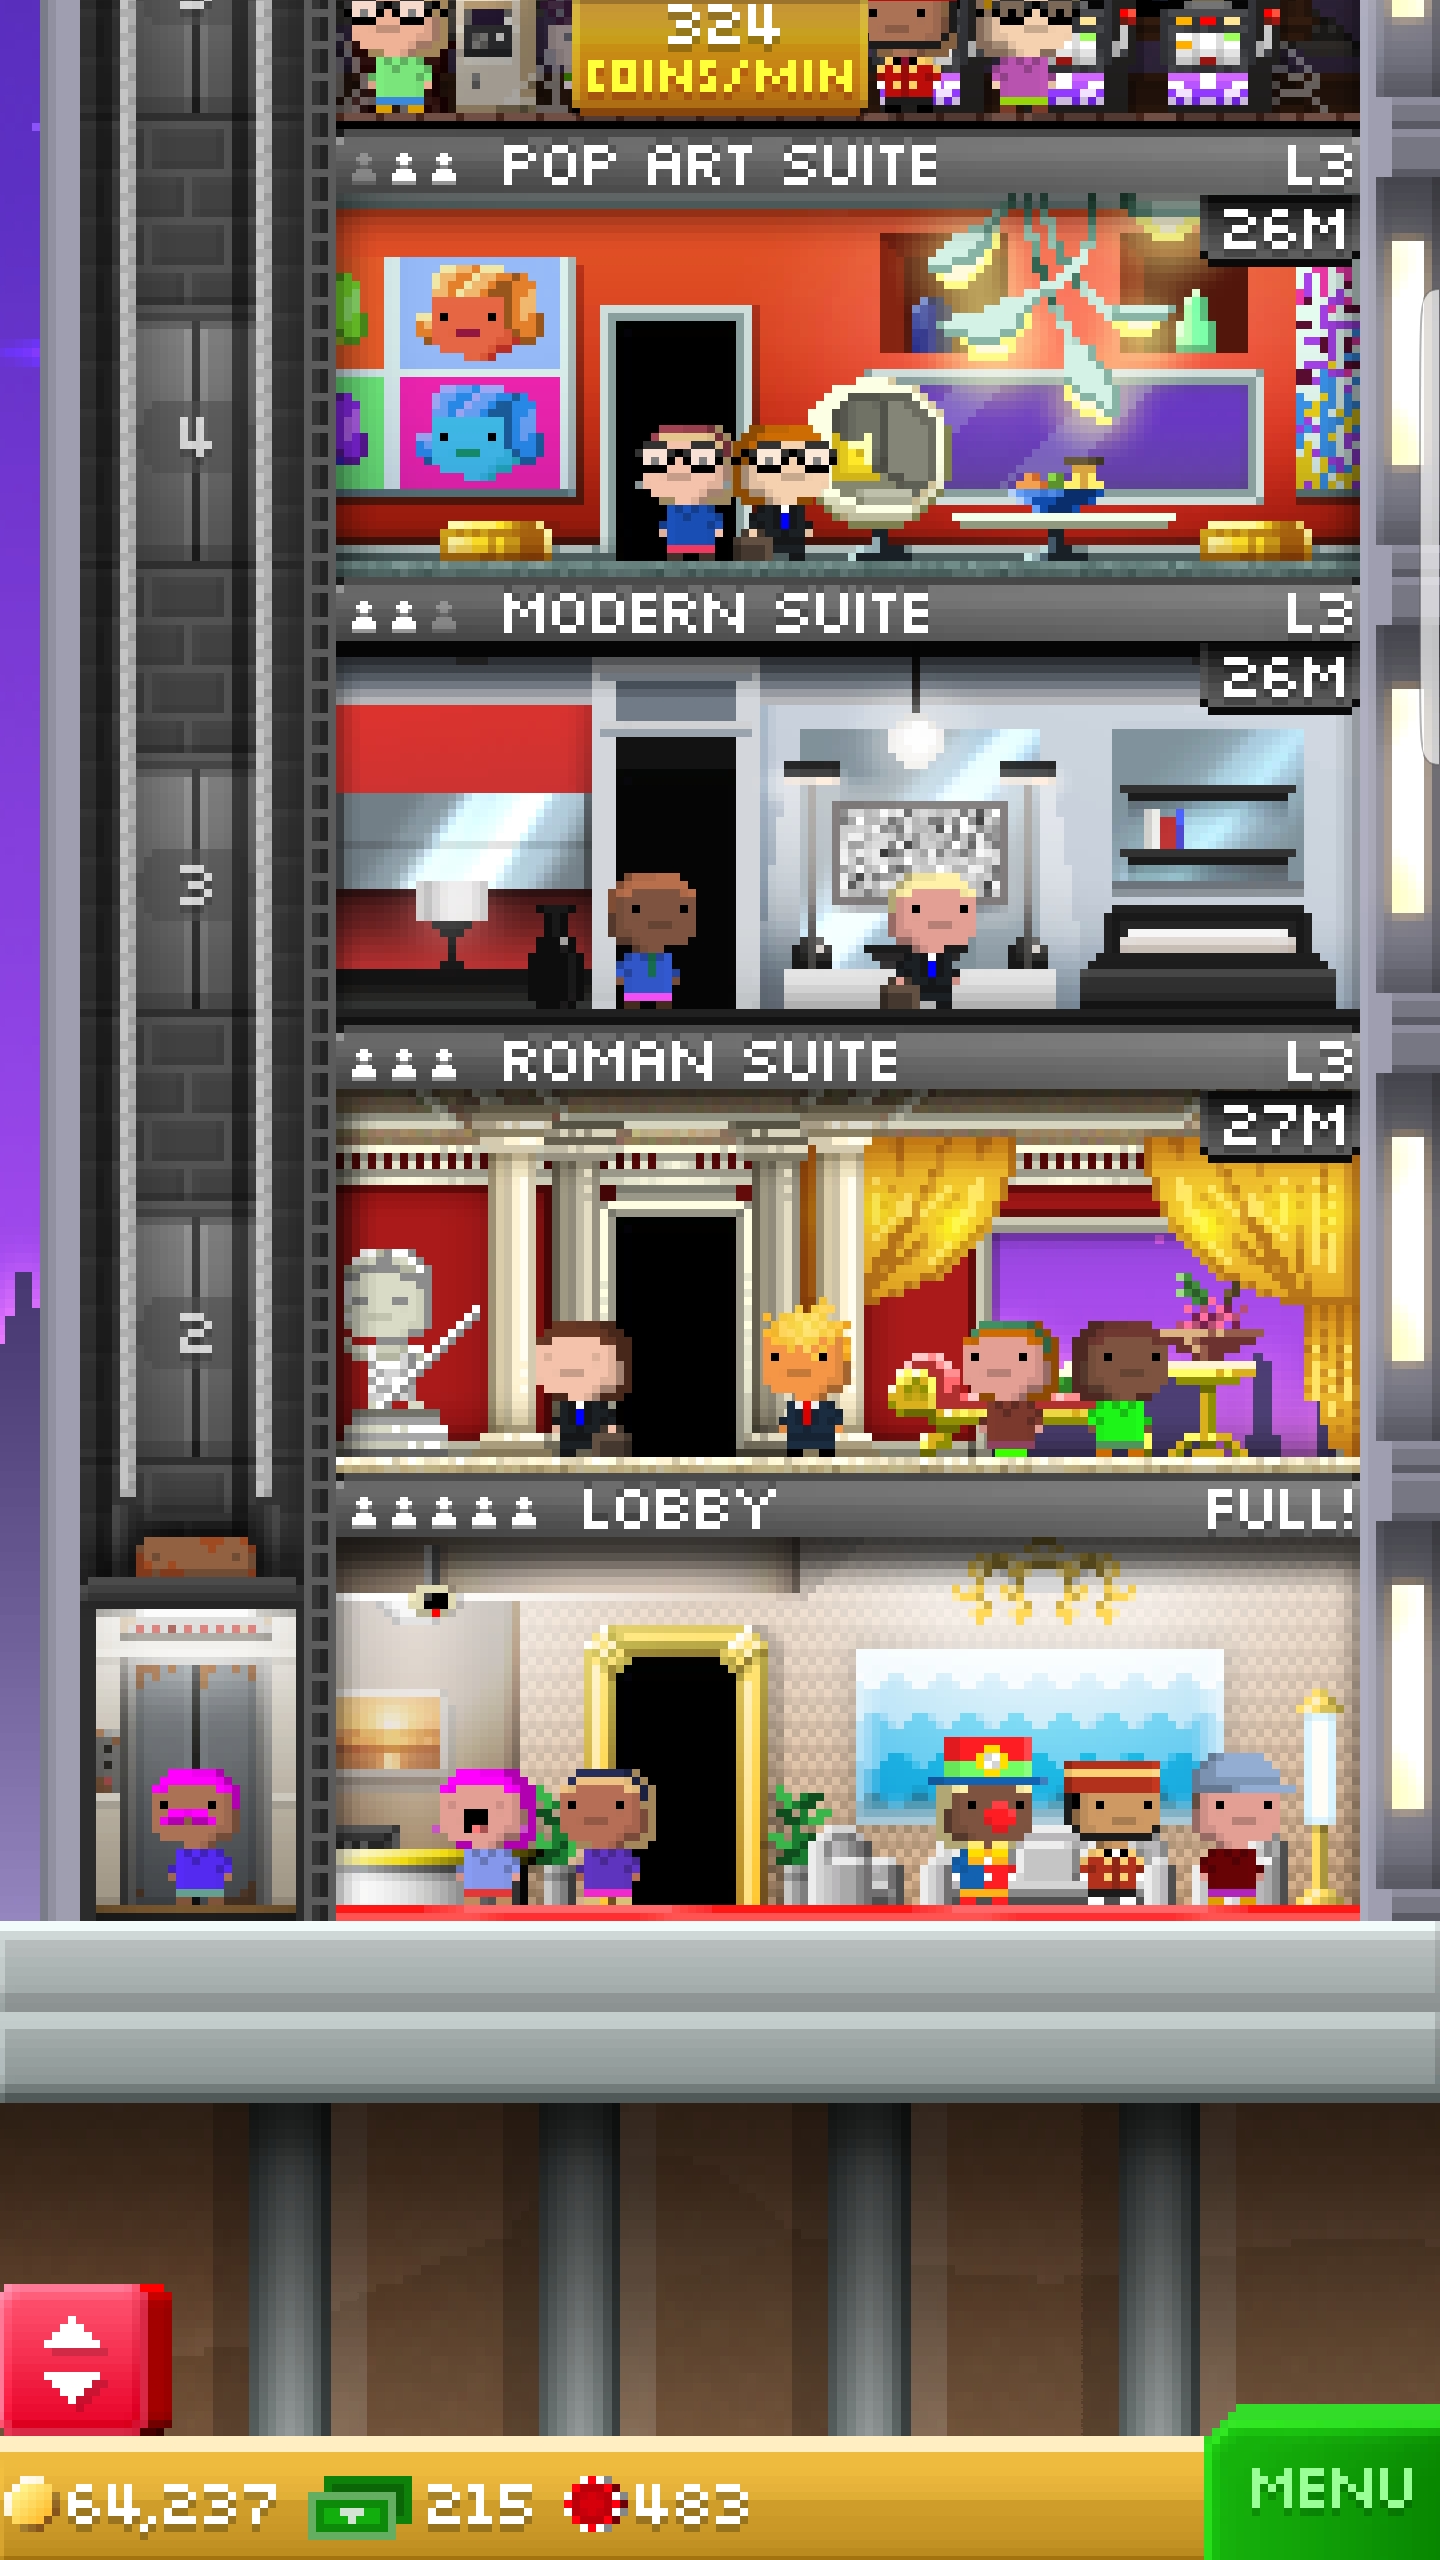 324
COINS/MIN
POP ART SUITE L3
26M
4
MODERN SUITE L3
26M
3
ROMAN SUITE L3
27M
2
LOBBY FULL!
64,237 215 483
MENU